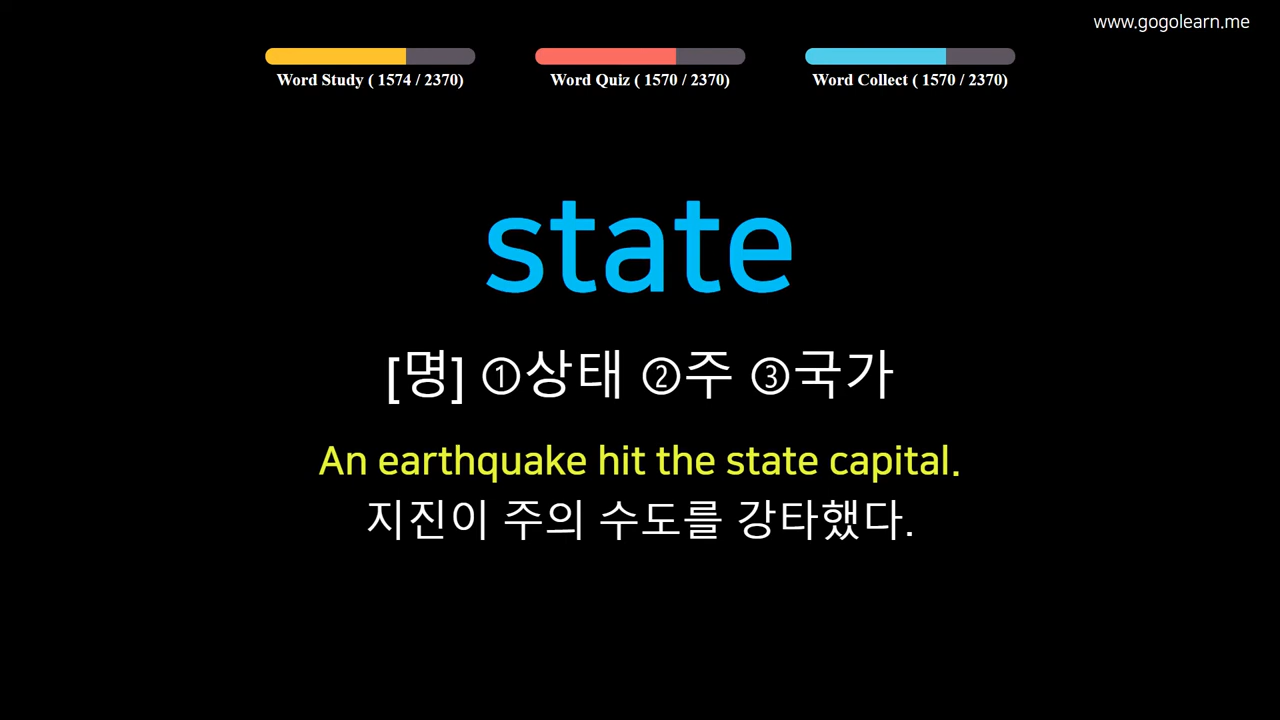 www.gogolearn.me
Word Study ( 1574 / 2370)
Word Quiz ( 1570 / 2370)
Word Collect ( 1570 / 2370)
state
[명] ①상태 ②주 ③국가
An earthquake hit the state capital.
지진이 주의 수도를 강타했다.